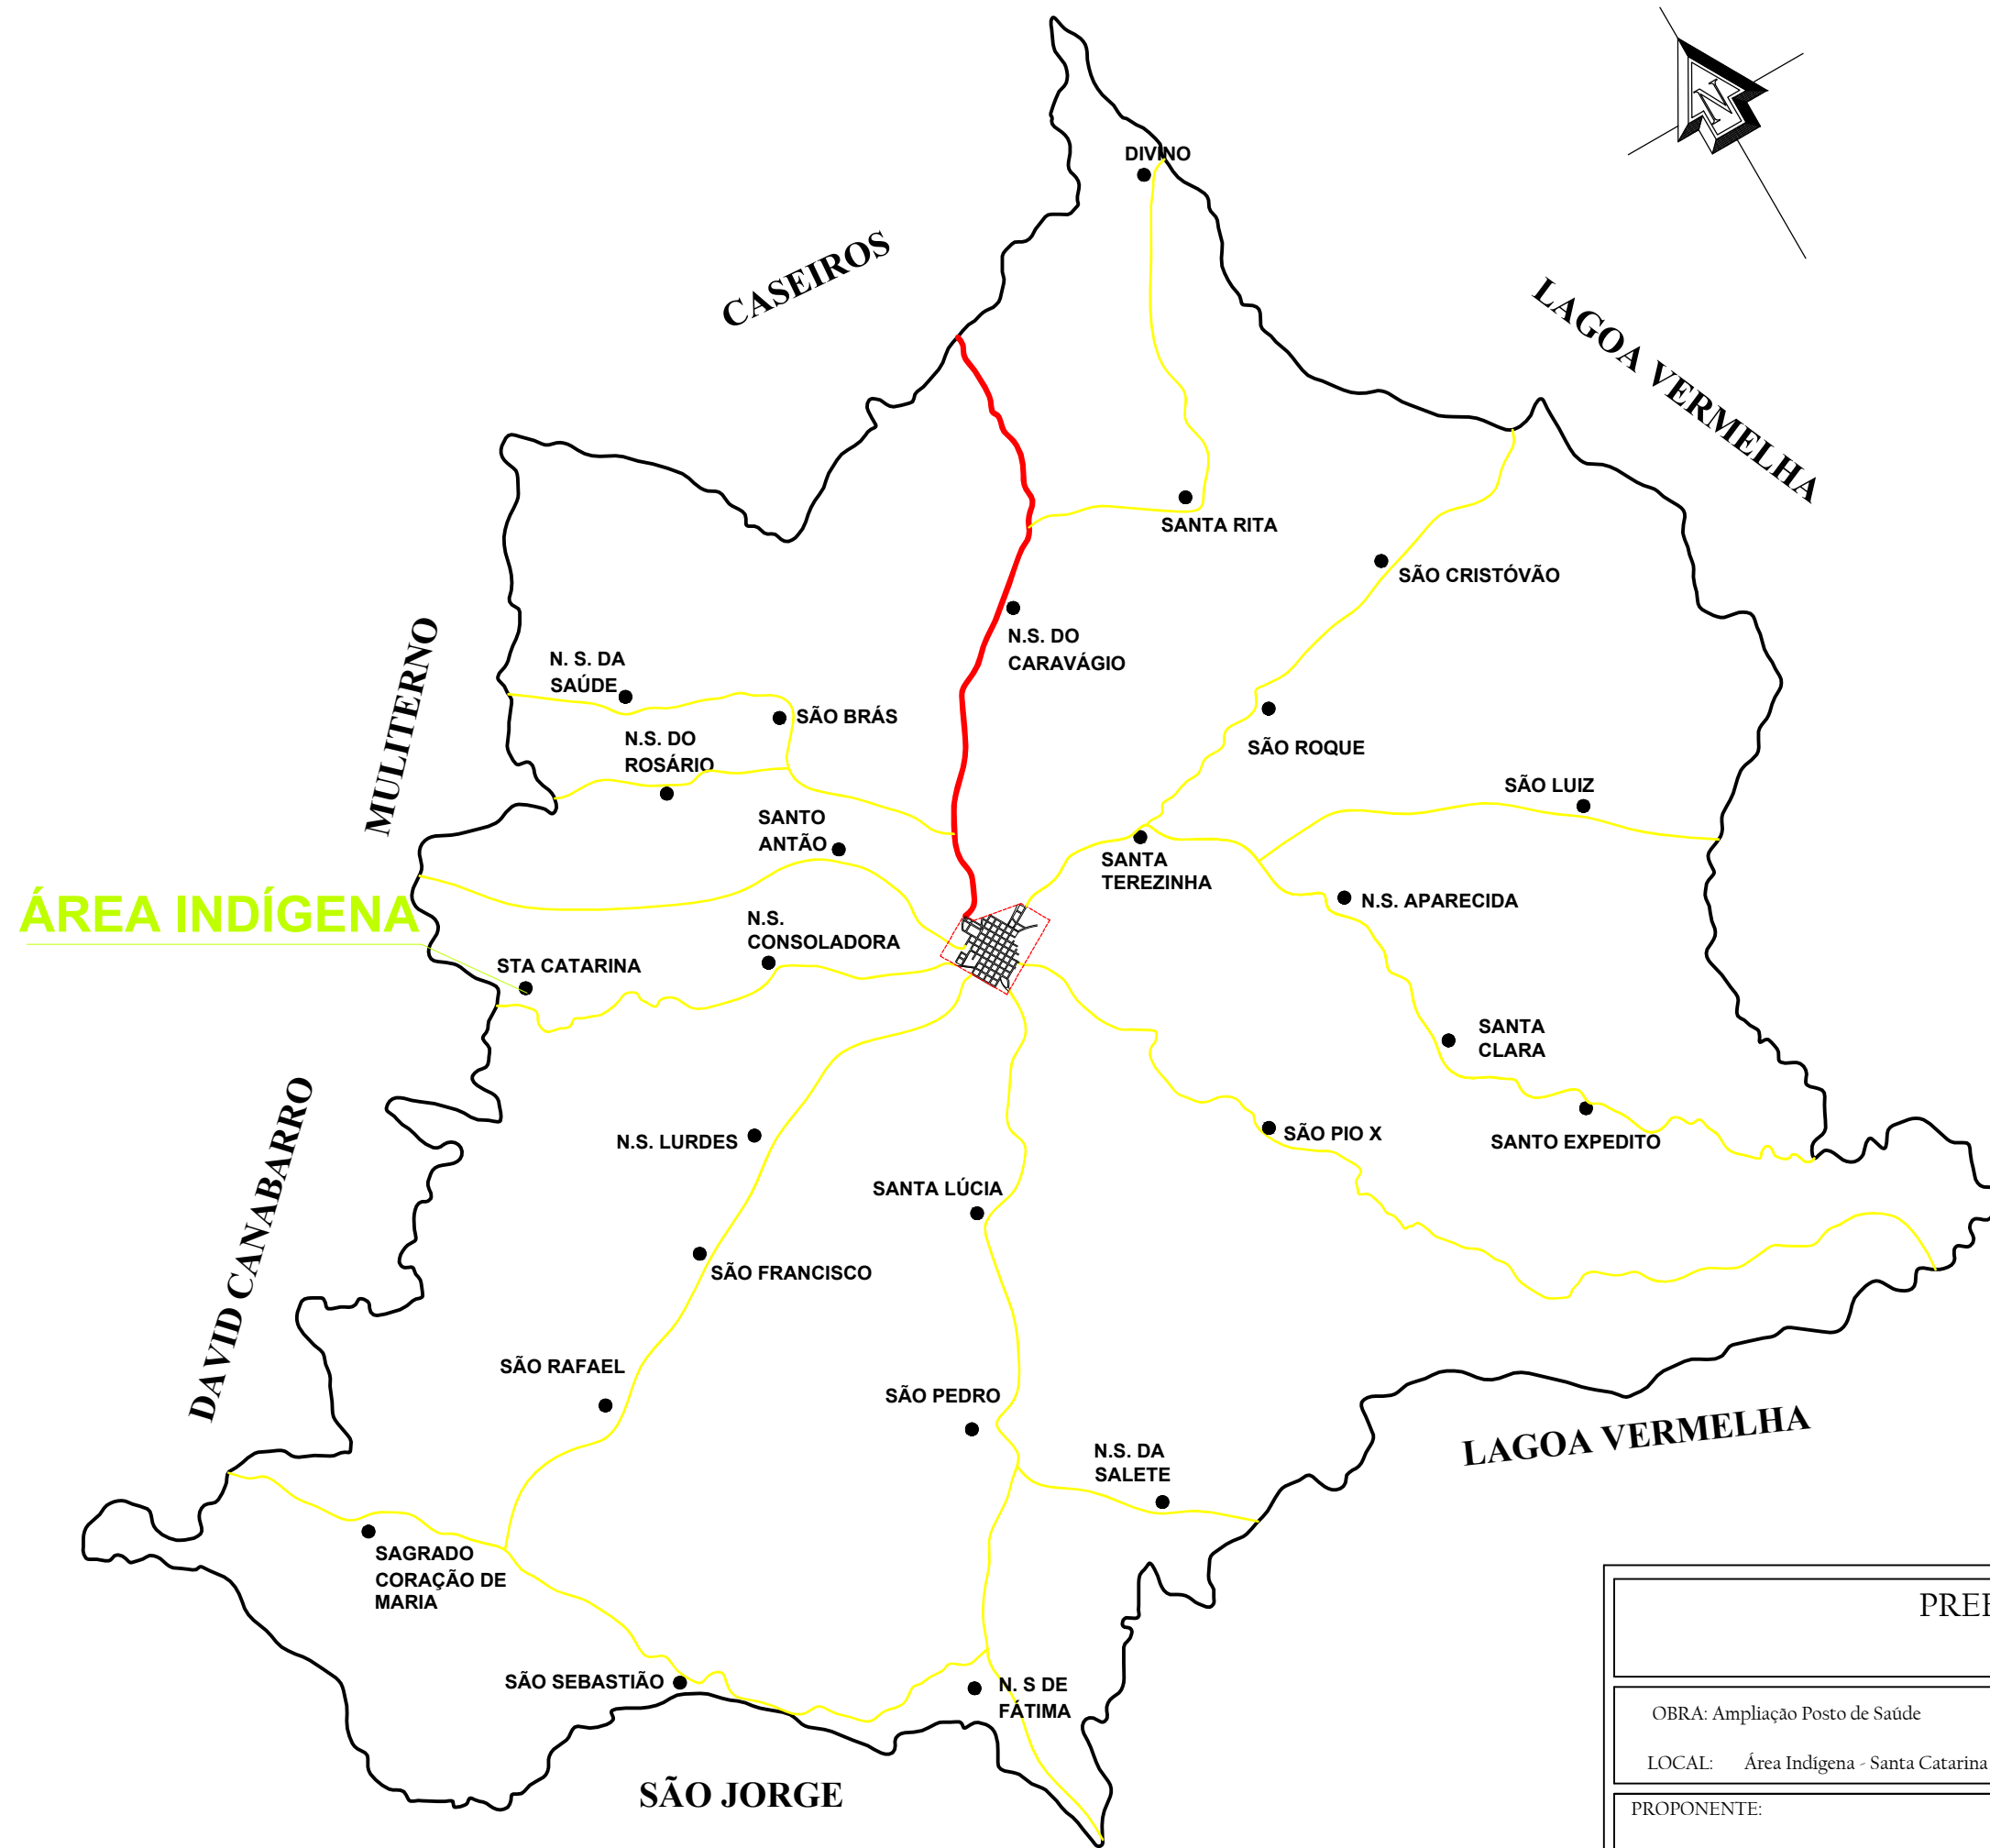 N
DIVINO
CASEIROS
LAGOA VERMELHA
SANTA RITA
SÃO CRISTÓVÃO
N.S. DO
CARAVÁGIO
MULITERNO
N. S. DA
SAÚDE
SÃO BRÁS
N.S. DO
ROSÁRIO
SÃO ROQUE
SÃO LUIZ
SANTO
ANTÃO
SANTA
TEREZINHA
N.S. APARECIDA
ÁREA INDÍGENA
N.S.
CONSOLADORA
STA CATARINA
SANTA
CLARA
DAVID CANABARRO
N.S. LURDES
SÃO PIO X
SANTO EXPEDITO
SANTA LÚCIA
SÃO FRANCISCO
SÃO RAFAEL
SÃO PEDRO
N.S. DA
SALETE
LAGOA VERMELHA
SAGRADO
CORAÇÃO DE
MARIA
SÃO SEBASTIÃO
N. S DE
FÁTIMA
SÃO JORGE
OBRA: Ampliação Posto de Saúde
LOCAL: Área Indígena - Santa Catarina
PROPONENTE: